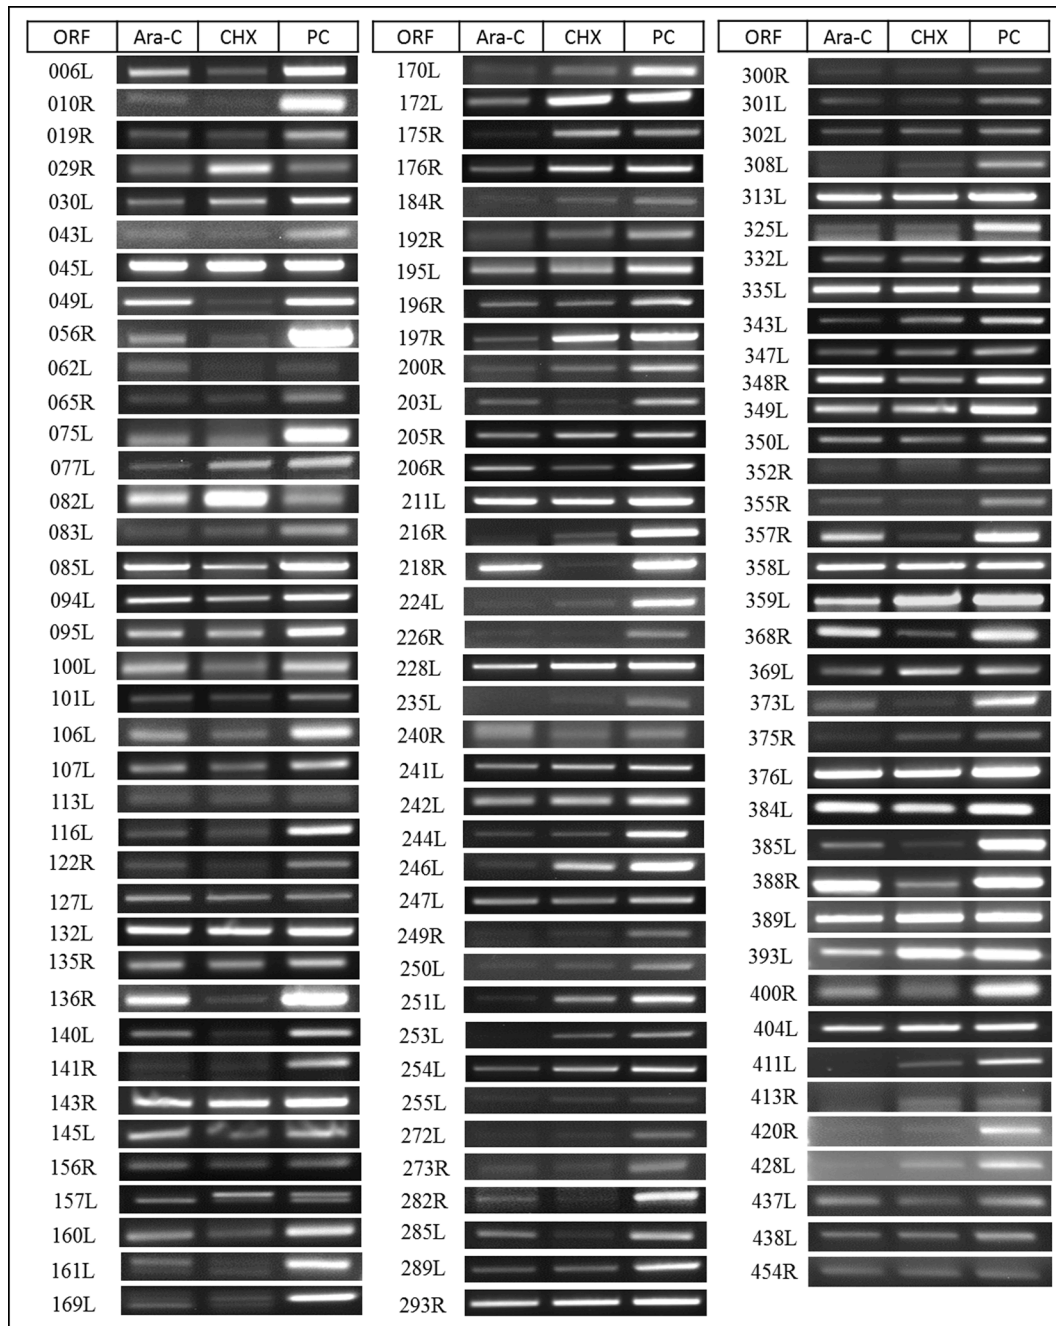 ORF Ara-C CHX PC
006L
010R
019R
029R
030L
043L
045L
049L
056R
062L
065R
075L
077L
082L
083L
085L
094L
095L
100L
101L
106L
107L
113L
116L
122R
127L
132L
135R
136R
140L
141R
143R
145L
156R
157L
160L
161L
169L
ORF Ara-C CHX PC
170L
172L
175R
176R
184R
192R
195L
196R
197R
200R
203L
205R
206R
211L
216R
218R
224L
226R
228L
235L
240R
241L
242L
244L
246L
247L
249R
250L
251L
253L
254L
255L
272L
273R
282R
285L
289L
293R
ORF Ara-C CHX PC
300R
301L
302L
308L
313L
325L
332L
335L
343L
347L
348R
349L
350L
352R
355R
357R
358L
359L
368R
369L
373L
375R
376L
384L
385L
388R
389L
393L
400R
404L
411L
413R
420R
428L
437L
438L
454R